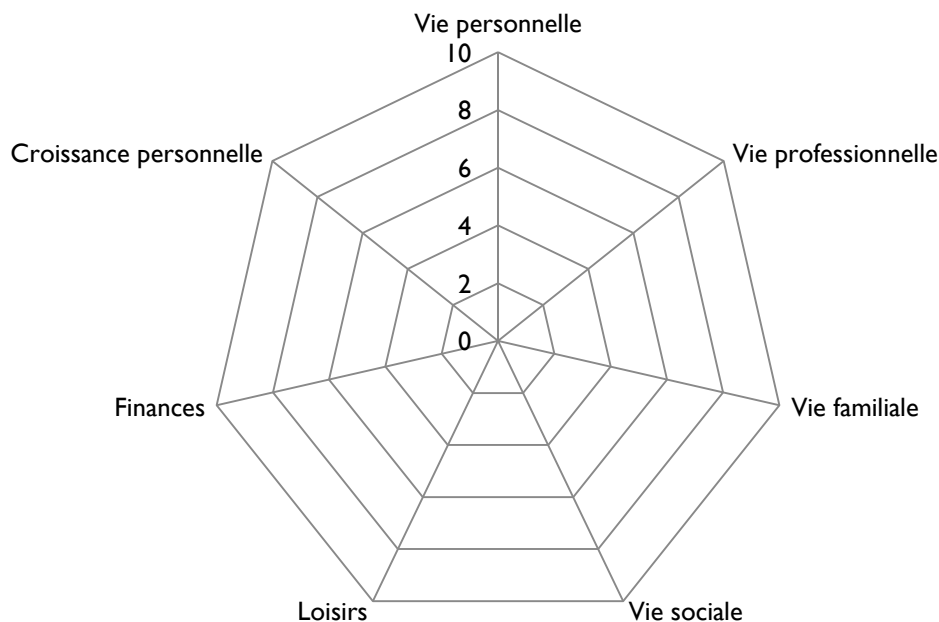 Vie personnelle
10
8
Croissance personnelle
Vie professionnelle
6
4
2
0
Finances
Vie familiale
Loisirs
Vie sociale